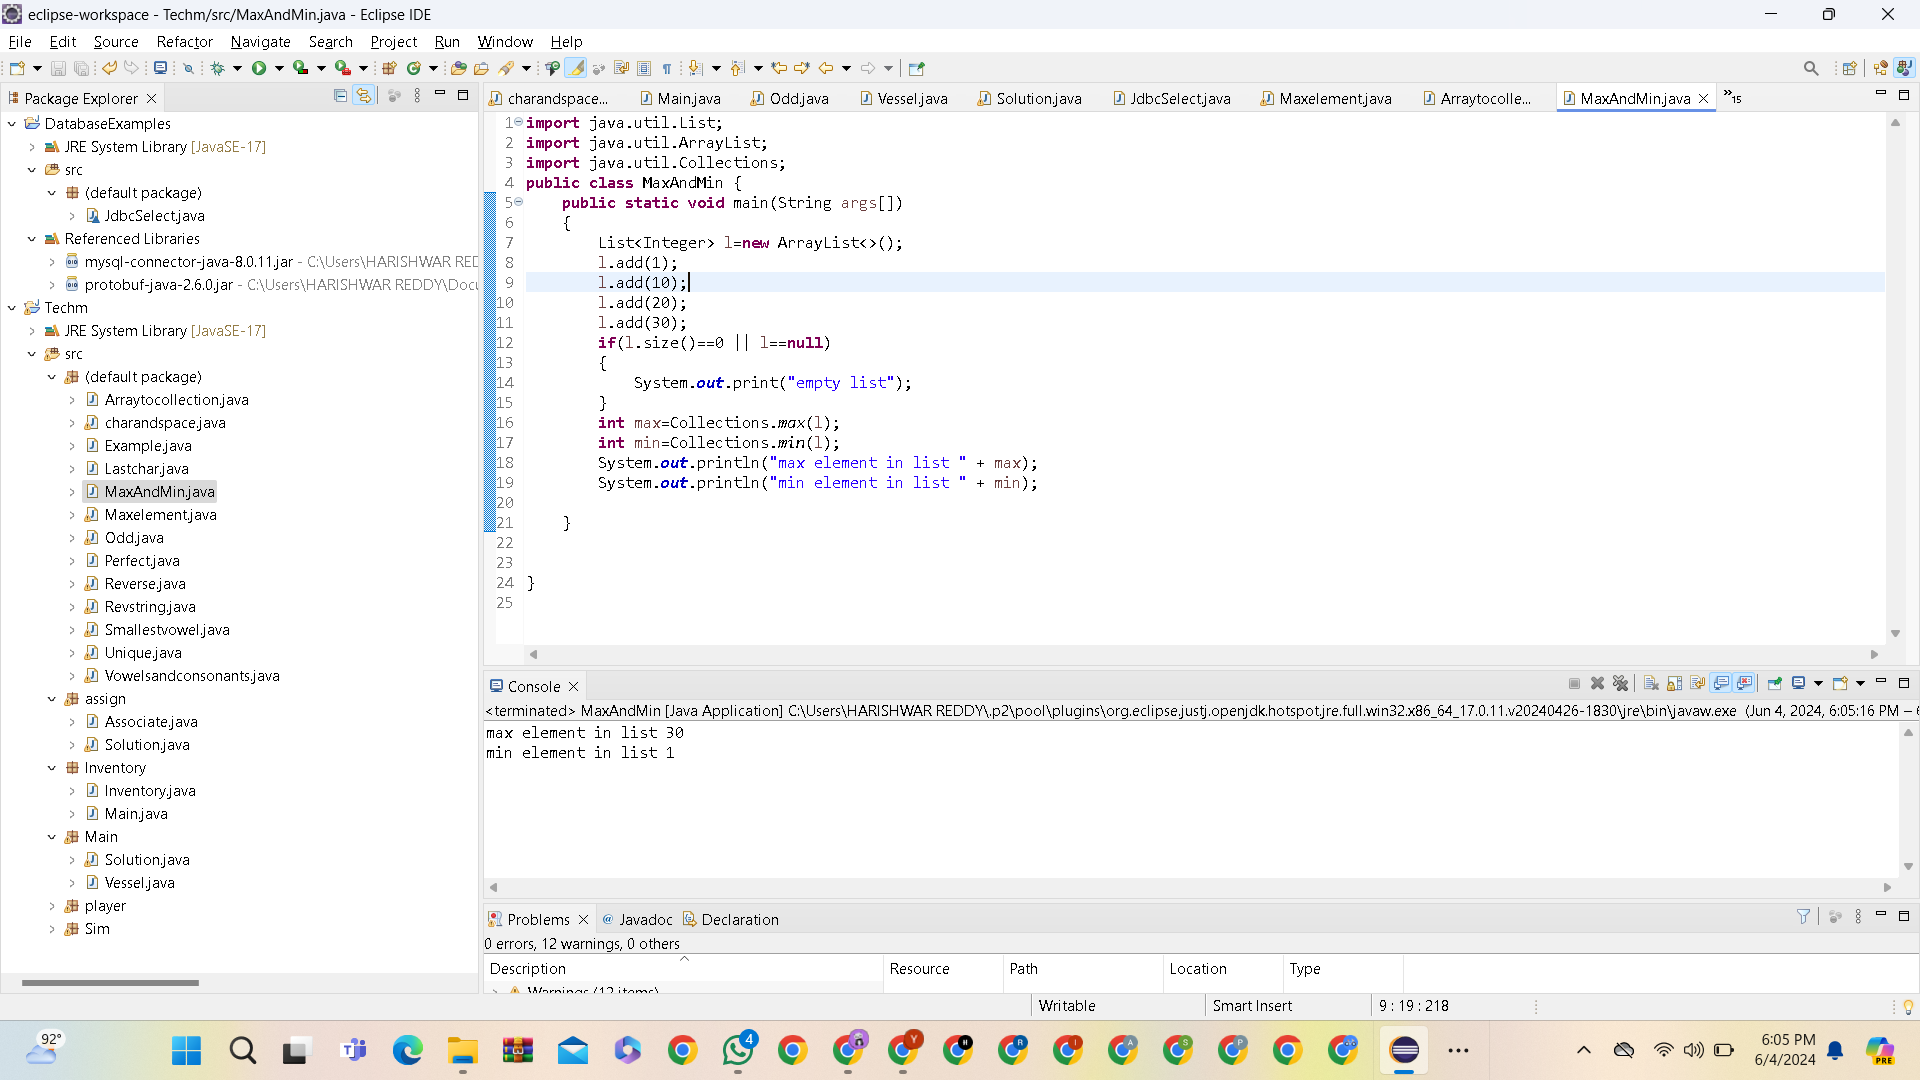 eclipse-workspace - Techm/src/MaxAndMin.java - Eclipse IDE
File Edit Source Refactor Navigate Search Project Run Window Help
Package Explorer
DatabaseExamples
JRE System Library [JavaSE-17]
src
(default package)
JdbcSelect.java
Referenced Libraries
mysql-connector-java-8.0.11.jar - C:\Users\HARISHWAR RED
protobuf-java-2.6.0.jar - C:\Users\HARISHWAR REDDY\Docu
Techm
JRE System Library [JavaSE-17]
src
(default package)
Arraytocollection.java
charandspace.java
Example.java
Lastchar.java
MaxAndMin.java
Maxelement.java
Odd.java
Perfect.java
Reverse.java
Revstring.java
Smallestvowel.java
Unique.java
Vowelsandconsonants.java
assign
Associate.java
Solution.java
Inventory
Inventory.java
Main.java
Main
Solution.java
Vessel.java
player
Sim
charandspace... Main.java Odd.java Vessel.java Solution.java JdbcSelect.java Maxelement.java Arraytocolle... MaxAndMin.java »15
1 import java.util.List;
2 import java.util.ArrayList;
3 import java.util.Collections;
4 public class MaxAndMin {
5 public static void main(String args[])
6 {
7 List<Integer> l=new ArrayList<>();
8 l.add(1);
9 l.add(10);
10 l.add(20);
11 l.add(30);
12 if(l.size()==0 || l==null)
13 {
14 System.out.print("empty list");
15 }
16 int max=Collections.max(l);
17 int min=Collections.min(l);
18 System.out.println("max element in list " + max);
19 System.out.println("min element in list " + min);
20
21 }
22
23
24 }
25
Console
<terminated> MaxAndMin [Java Application] C:\Users\HARISHWAR REDDY\.p2\pool\plugins\org.eclipse.justj.openjdk.hotspot.jre.full.win32.x86_64_17.0.11.v20240426-1830\jre\bin\javaw.exe (Jun 4, 2024, 6:05:16 PM –
max element in list 30
min element in list 1
Problems @ Javadoc Declaration
0 errors, 12 warnings, 0 others
Description Resource Path Location Type
Warnings (12 items)
Writable Smart Insert 9 : 19 : 218
92° 4 Y H R I A S P 6:05 PM
6/4/2024
PRE